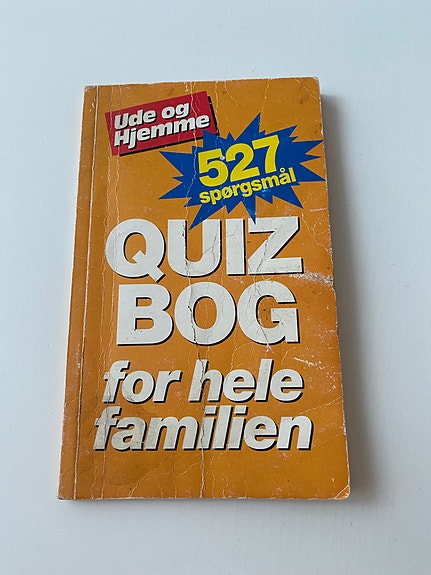 Ude og
Hjemme
527
spørgsmål
QUIZ
BOG
for hele
familien